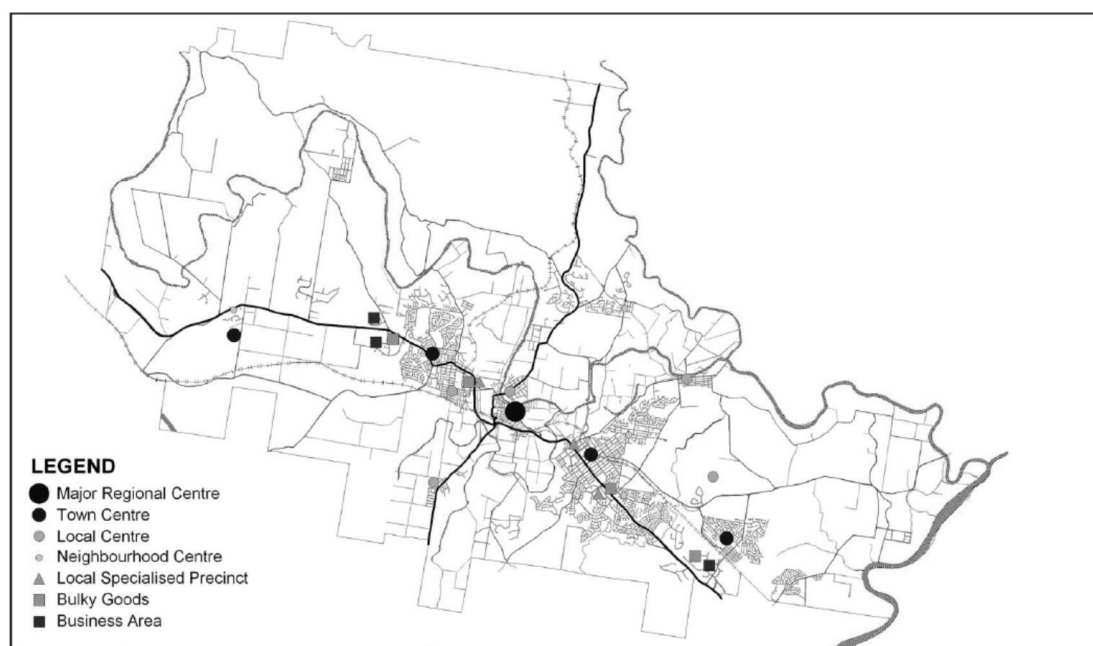 LEGEND
Major Regional Centre
Town Centre
Local Centre
Neighbourhood Centre
Local Specialised Precinct
Bulky Goods
Business Area